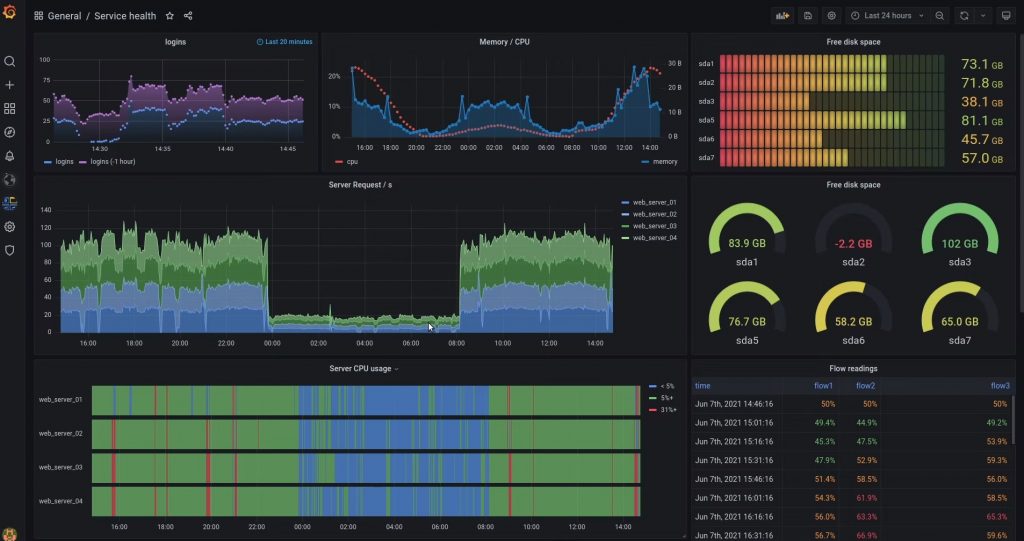 General / Service health
Last 24 hours
logins
Last 20 minutes
100
75
50
25
0
14:30 14:35 14:40 14:45
logins logins (-1 hour)
Memory / CPU
20%
10%
0%
30 B
20 B
10 B
0 B
16:00 18:00 20:00 22:00 00:00 02:00 04:00 06:00 08:00 10:00 12:00 14:00
cpu memory
Free disk space
sda1 73.1 GB
sda2 71.8 GB
sda3 38.1 GB
sda5 81.1 GB
sda6 45.7 GB
sda7 57.0 GB
Server Request / s
140
120
100
80
60
40
20
0
16:00 18:00 20:00 22:00 00:00 02:00 04:00 06:00 08:00 10:00 12:00 14:00
web_server_01
web_server_02
web_server_03
web_server_04
Free disk space
83.9 GB -2.2 GB 102 GB
sda1 sda2 sda3
76.7 GB 58.2 GB 65.0 GB
sda5 sda6 sda7
Server CPU usage
web_server_01
web_server_02
web_server_03
web_server_04
16:00 18:00 20:00 22:00 00:00 02:00 04:00 06:00 08:00 10:00 12:00 14:00
< 5%
5%+
31%+
Flow readings
time flow1 flow2 flow3
Jun 7th, 2021 14:46:16 50% 50% 50%
Jun 7th, 2021 15:01:16 49.4% 44.9% 49.2%
Jun 7th, 2021 15:16:16 45.3% 47.5% 53.9%
Jun 7th, 2021 15:31:16 47.9% 52.9% 59.3%
Jun 7th, 2021 15:46:16 51.4% 58.5% 56.0%
Jun 7th, 2021 16:01:16 54.3% 61.9% 58.5%
Jun 7th, 2021 16:16:16 56.0% 63.3% 65.3%
Jun 7th, 2021 16:31:16 56.7% 66.9% 59.6%